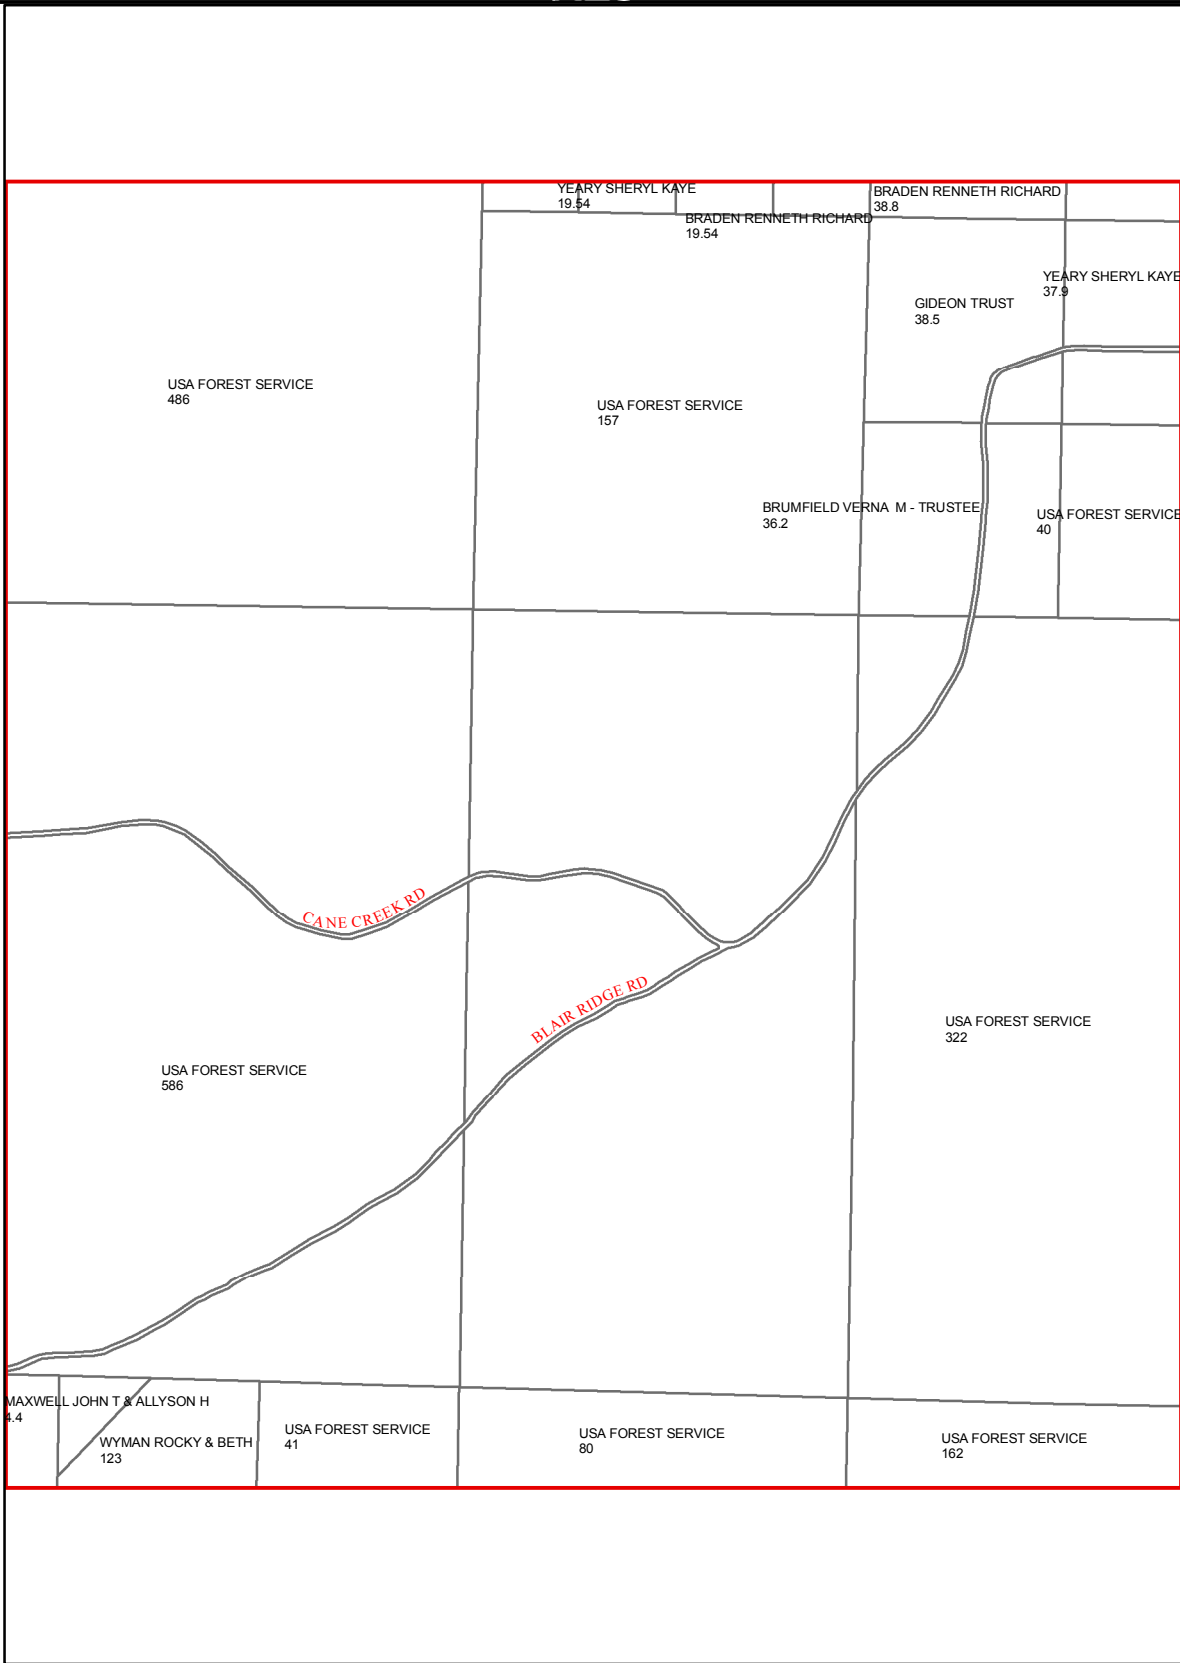 YEARY SHERYL KAYE
19.54
BRADEN RENNETH RICHARD
38.8
BRADEN RENNETH RICHARD
19.54
YEARY SHERYL KAYE
37.9
GIDEON TRUST
38.5
USA FOREST SERVICE
486
USA FOREST SERVICE
157
BRUMFIELD VERNA M - TRUSTEE
36.2
USA FOREST SERVICE
40
CANE CREEK RD
BLAIR RIDGE RD
USA FOREST SERVICE
322
USA FOREST SERVICE
586
MAXWELL JOHN T & ALLYSON H
4.4
WYMAN ROCKY & BETH
123
USA FOREST SERVICE
41
USA FOREST SERVICE
80
USA FOREST SERVICE
162